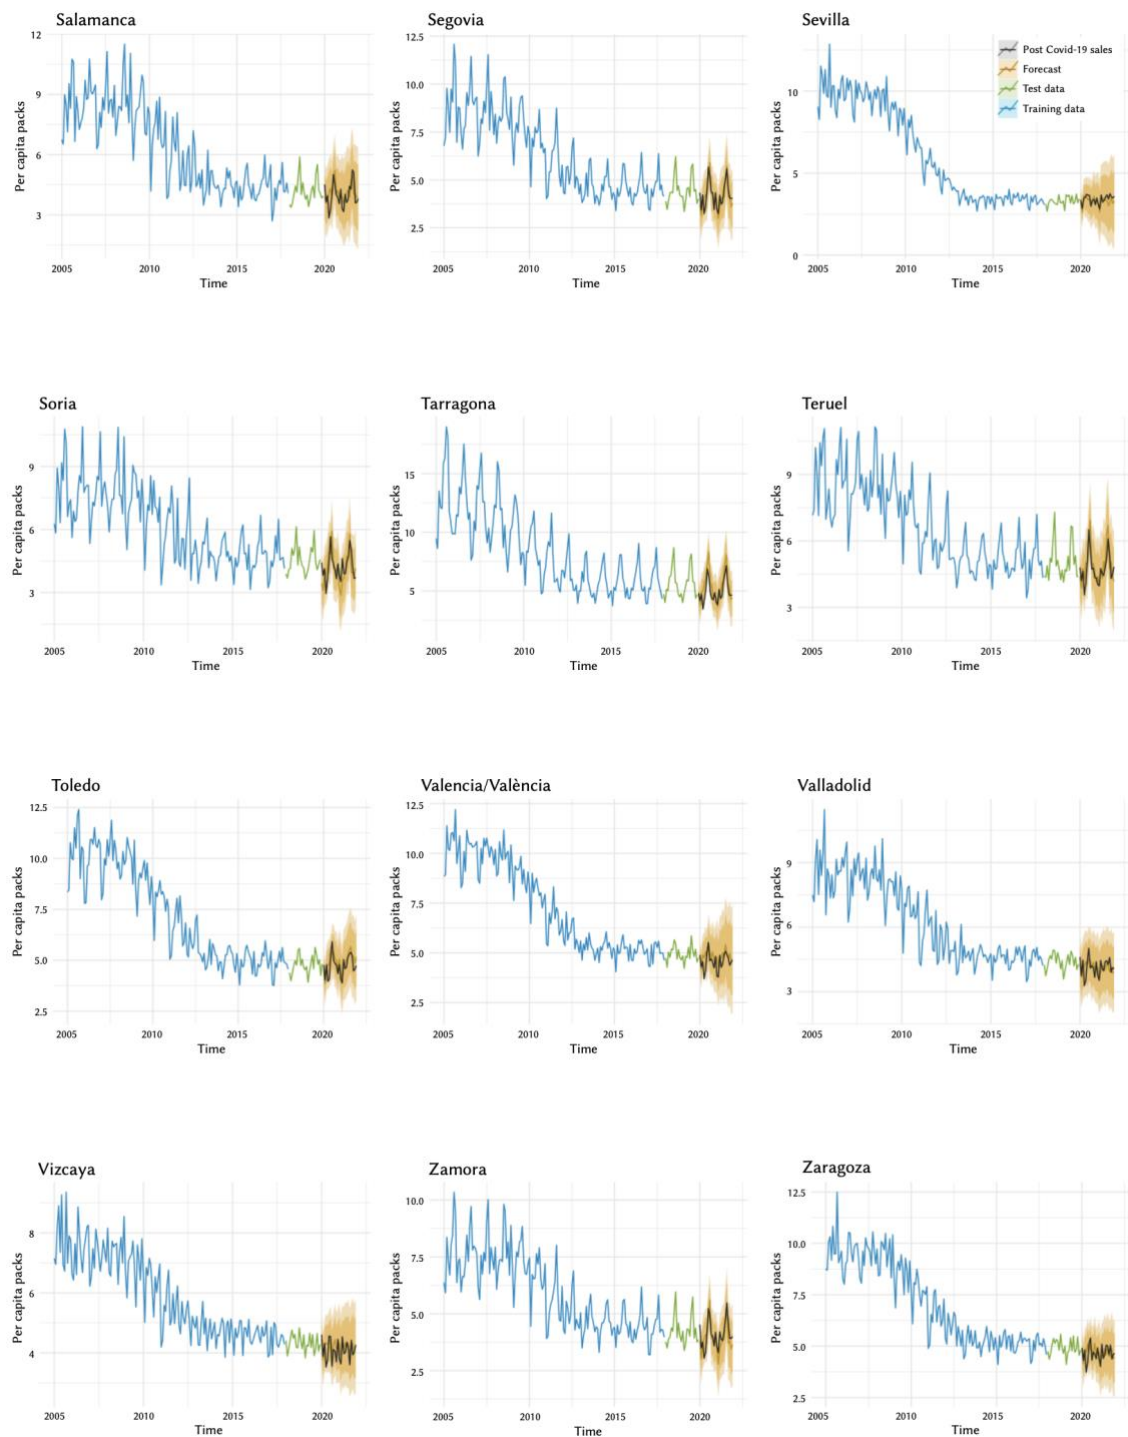 Salamanca
12
9
6
3
Per capita packs
2005 2010 2015 2020
Time
Segovia
12.5
10.0
7.5
5.0
2.5
Per capita packs
2005 2010 2015 2020
Time
Sevilla
10
5
0
Per capita packs
2005 2010 2015 2020
Time
Post Covid-19 sales
Forecast
Test data
Training data
Soria
9
6
3
Per capita packs
2005 2010 2015 2020
Time
Tarragona
15
10
5
Per capita packs
2005 2010 2015 2020
Time
Teruel
9
6
3
Per capita packs
2005 2010 2015 2020
Time
Toledo
12.5
10.0
7.5
5.0
2.5
Per capita packs
2005 2010 2015 2020
Time
Valencia/València
12.5
10.0
7.5
5.0
2.5
Per capita packs
2005 2010 2015 2020
Time
Valladolid
9
6
3
Per capita packs
2005 2010 2015 2020
Time
Vizcaya
8
6
4
Per capita packs
2005 2010 2015 2020
Time
Zamora
10.0
7.5
5.0
2.5
Per capita packs
2005 2010 2015 2020
Time
Zaragoza
12.5
10.0
7.5
5.0
2.5
Per capita packs
2005 2010 2015 2020
Time